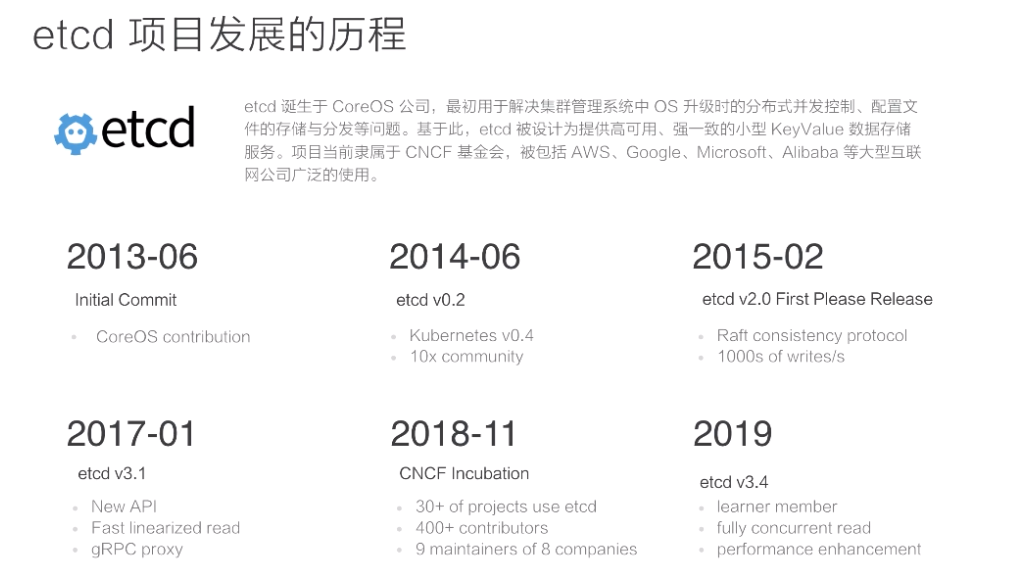 etcd 项目发展的历程
etcd
etcd 诞生于 CoreOS 公司，最初用于解决集群管理系统中 OS 升级时的分布式并发控制、配置文
件的存储与分发等问题。基于此，etcd 被设计为提供高可用、强一致的小型 KeyValue 数据存储
服务。项目当前隶属于 CNCF 基金会，被包括 AWS、Google、Microsoft、Alibaba 等大型互联
网公司广泛的使用。
2013-06
Initial Commit
CoreOS contribution
2014-06
etcd v0.2
Kubernetes v0.4
10x community
2015-02
etcd v2.0 First Please Release
Raft consistency protocol
1000s of writes/s
2017-01
etcd v3.1
New API
Fast linearized read
gRPC proxy
2018-11
CNCF Incubation
30+ of projects use etcd
400+ contributors
9 maintainers of 8 companies
2019
etcd v3.4
learner member
fully concurrent read
performance enhancement